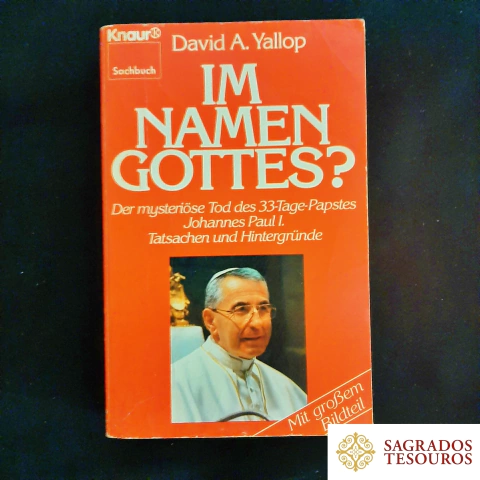 Knaur®
Sachbuch
David A. Yallop
IM
NAMEN
GOTTES?
Der mysteriöse Tod des 33-Tage-Papstes
Johannes Paul I.
Tatsachen und Hintergründe
Mit großem
Bildteil
SAGRADOS
TESOUROS